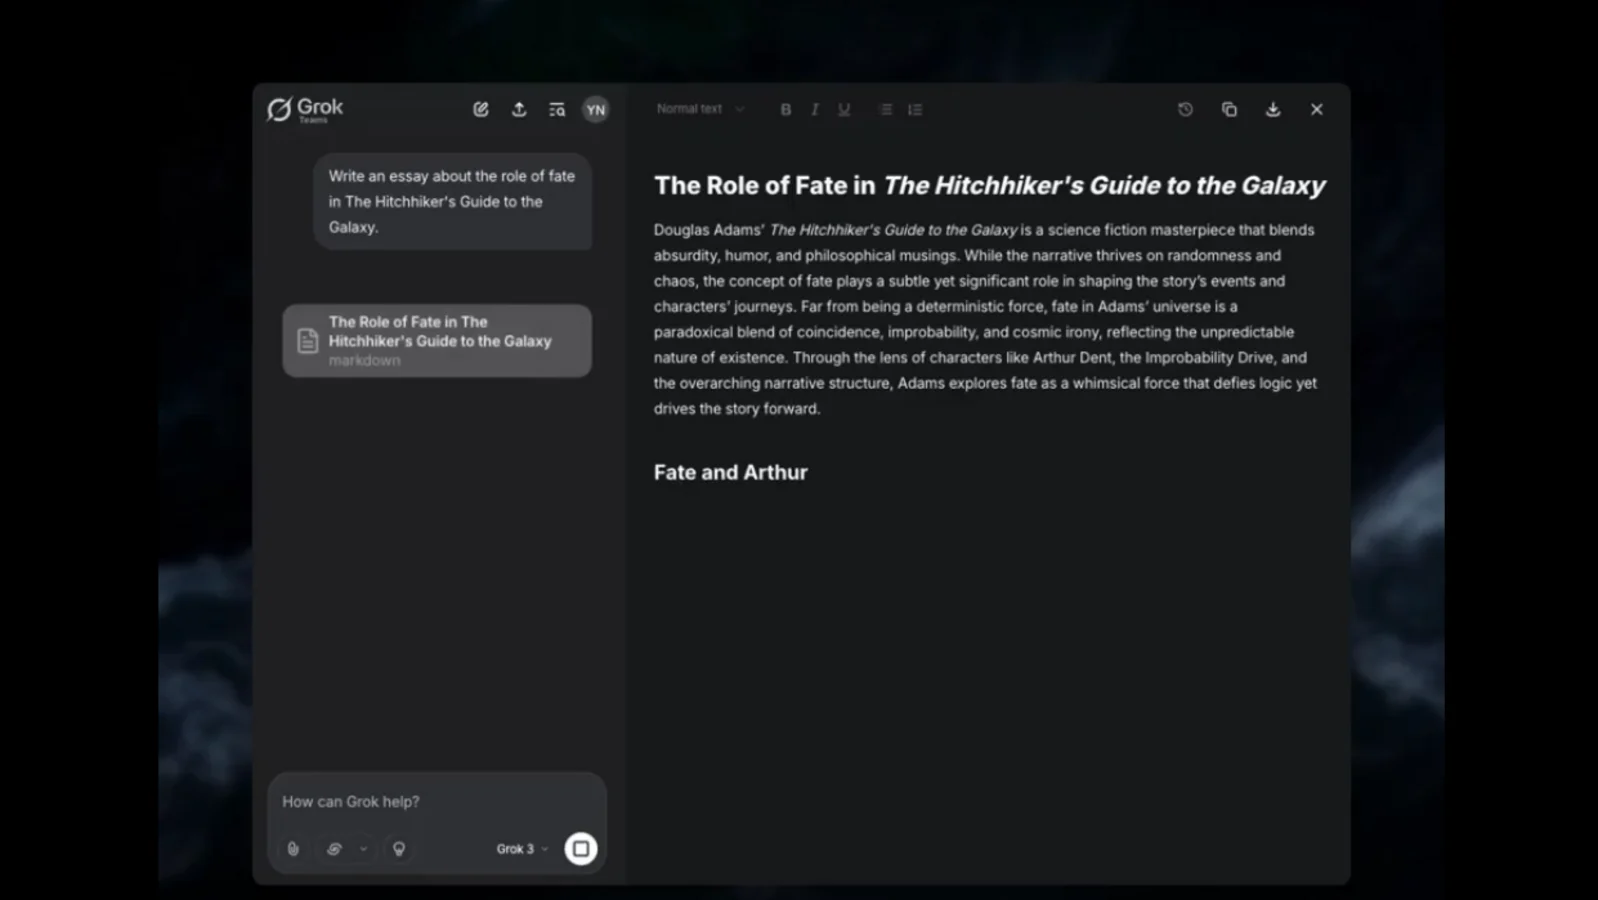 Grok
Teams
YN
Write an essay about the role of fate
in The Hitchhiker's Guide to the
Galaxy.
The Role of Fate in The
Hitchhiker's Guide to the Galaxy
markdown
How can Grok help?
Grok 3
Normal text
B I U
The Role of Fate in The Hitchhiker's Guide to the Galaxy
Douglas Adams’ The Hitchhiker's Guide to the Galaxy is a science fiction masterpiece that blends
absurdity, humor, and philosophical musings. While the narrative thrives on randomness and
chaos, the concept of fate plays a subtle yet significant role in shaping the story’s events and
characters’ journeys. Far from being a deterministic force, fate in Adams’ universe is a
paradoxical blend of coincidence, improbability, and cosmic irony, reflecting the unpredictable
nature of existence. Through the lens of characters like Arthur Dent, the Improbability Drive, and
the overarching narrative structure, Adams explores fate as a whimsical force that defies logic yet
drives the story forward.
Fate and Arthur